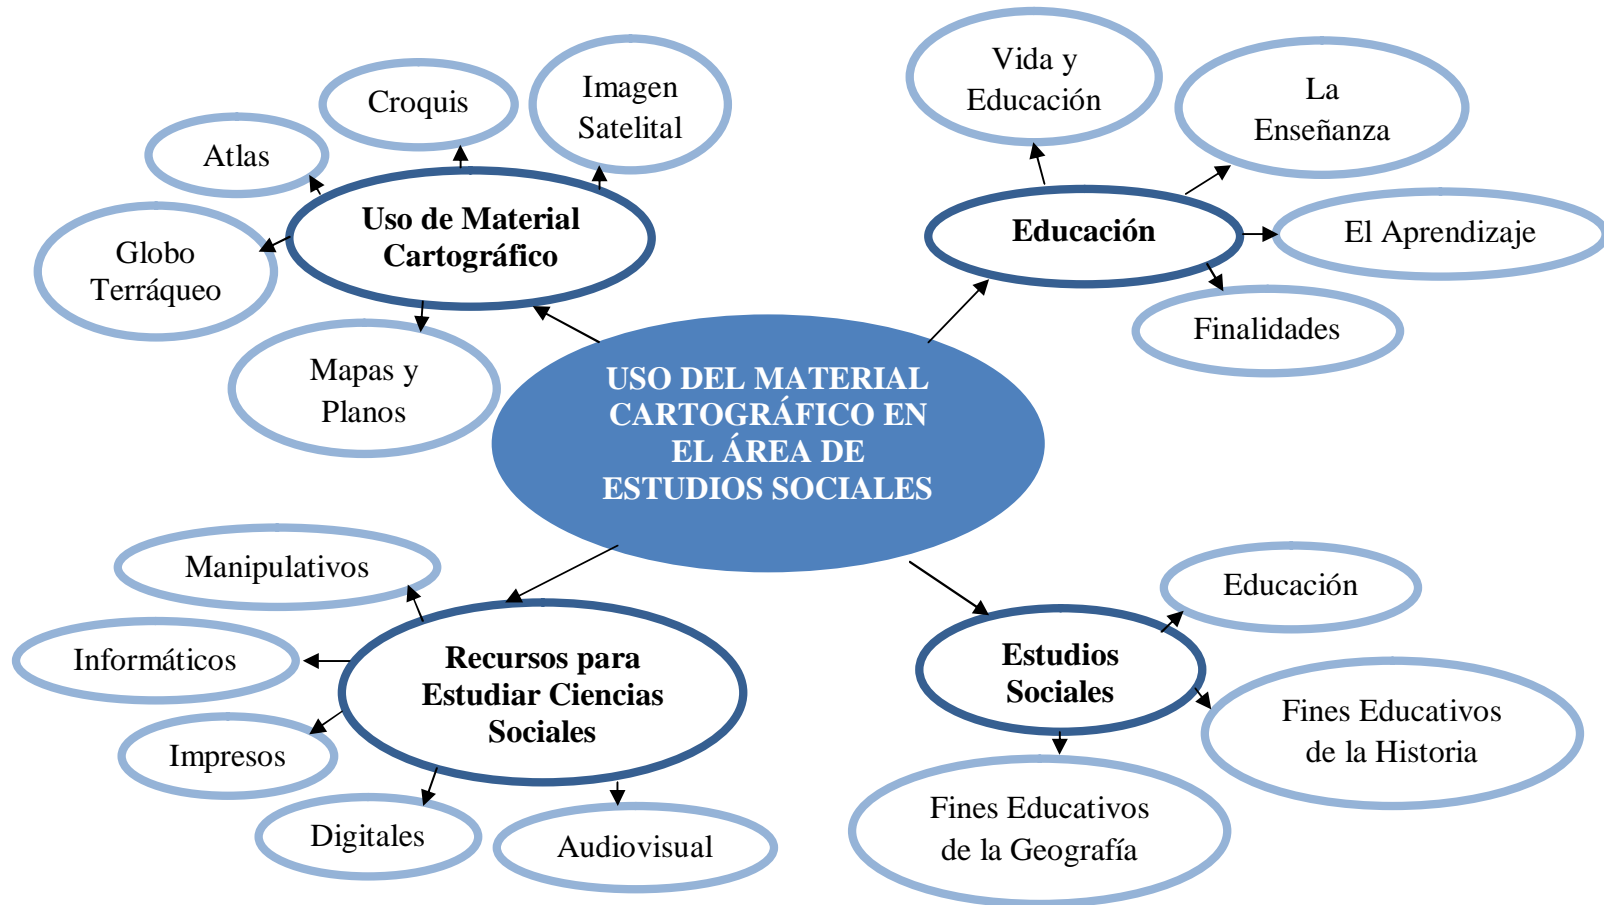 Croquis
Imagen
Satelital
Atlas
Uso de Material
Cartográfico
Globo
Terráqueo
Mapas y
Planos
Vida y
Educación
La
Enseñanza
Educación
El Aprendizaje
Finalidades
USO DEL MATERIAL
CARTOGRÁFICO EN
EL ÁREA DE
ESTUDIOS SOCIALES
Manipulativos
Informáticos
Recursos para
Estudiar Ciencias
Sociales
Impresos
Digitales
Audiovisual
Educación
Estudios
Sociales
Fines Educativos
de la Historia
Fines Educativos
de la Geografía